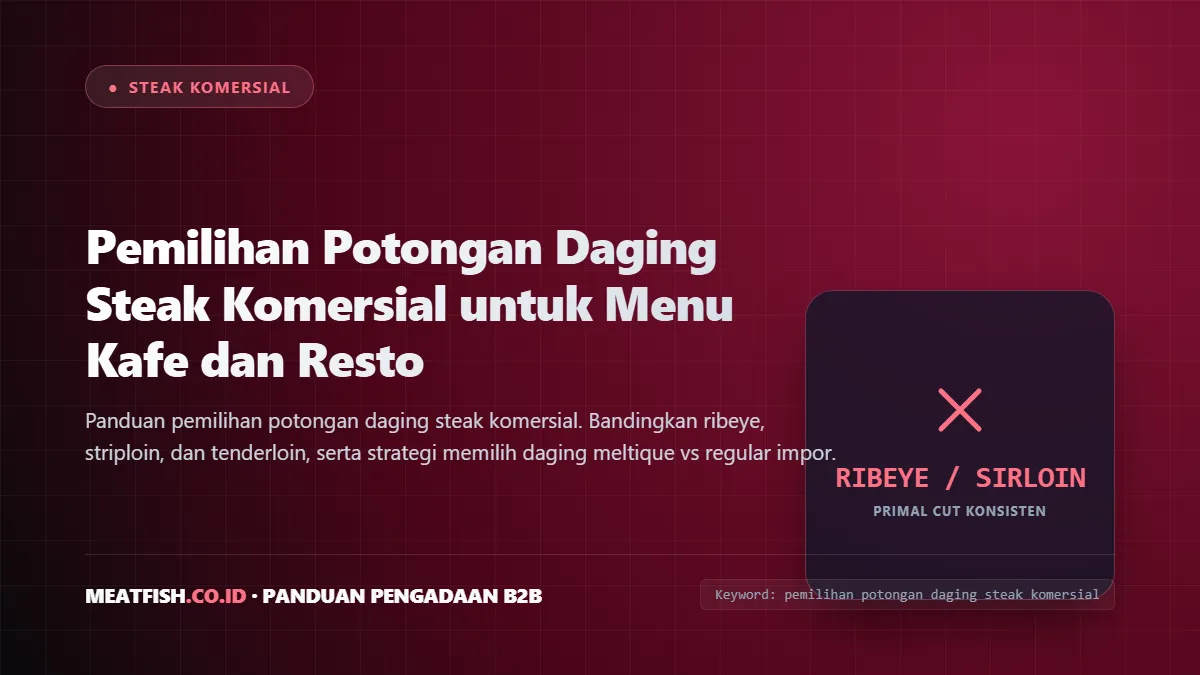 • STEAK KOMERSIAL
Pemilihan Potongan Daging
Steak Komersial untuk Menu
Kafe dan Resto
Panduan pemilihan potongan daging steak komersial. Bandingkan ribeye,
striploin, dan tenderloin, serta strategi memilih daging meltique vs regular impor.
RIBEYE / SIRLOIN
PRIMAL CUT KONSISTEN
MEATFISH.CO.ID · PANDUAN PENGADAAN B2B
Keyword: pemilihan potongan daging steak komersial